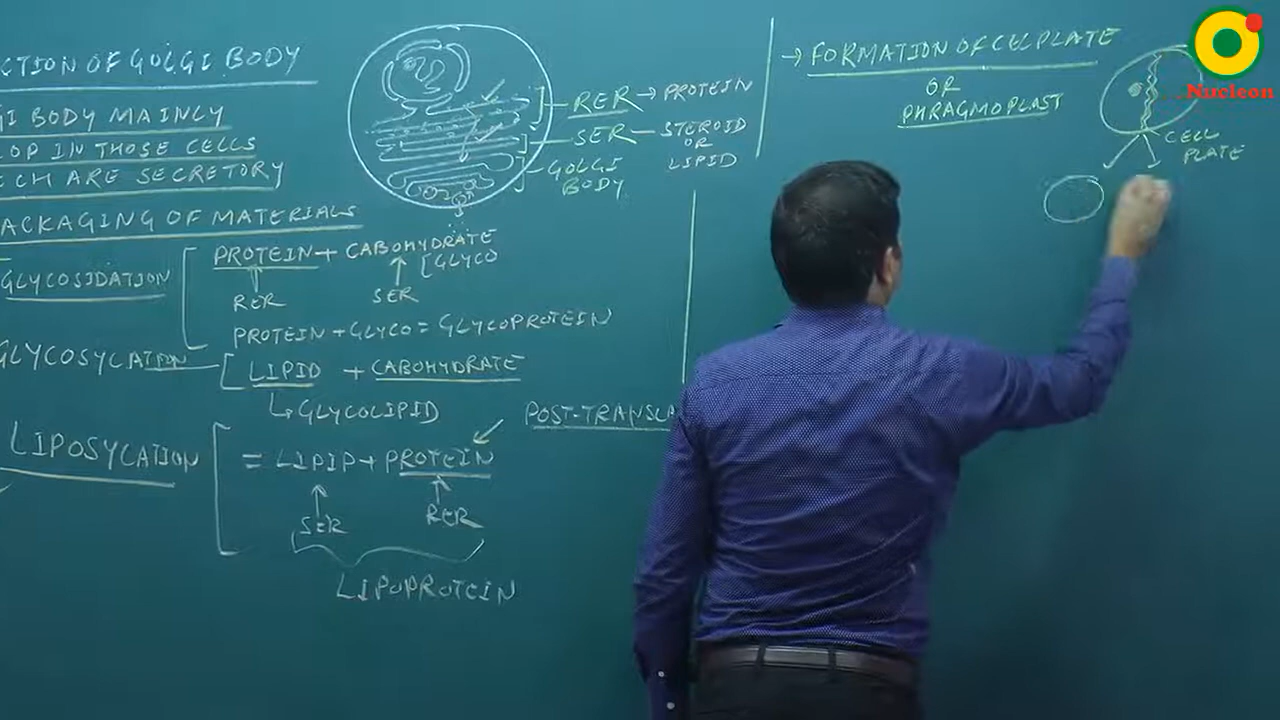 CTION OF GOLGI BODY
GI BODY MAINLY
LOP IN THOSE CELLS
ECH ARE SECRETORY
ACKAGING OF MATERIALS
GLYCOSIDATION
PROTEIN + CABOHYDRATE
[GLYCO
RER
SER
PROTEIN + GLYCO = GLYCOPROTEIN
GLYCOSYCATION
LIPID + CABOHYDRATE
GLYCOLIPID
LIPOSYCATION
= LIPIP + PROTEIN
SER
RER
LIPOPROTEIN
POST-TRANSLA
RER → PROTEIN
SER — STEROID
OR
LIPID
GOLGI
BODY
→ FORMATION OF CELPLATE
OR
PHRAGMOPLAST
CELL
PLATE
Nucleon